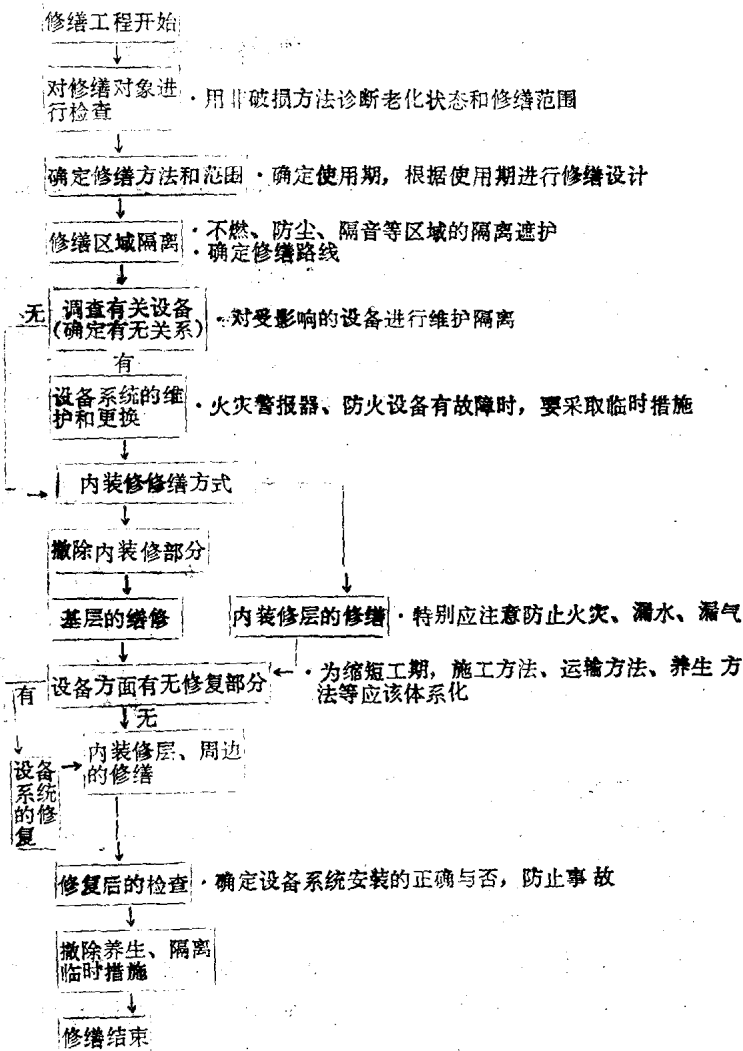 修缮工程开始
对修缮对象进
行检查
·用非破损方法诊断老化状态和修缮范围
确定修缮方法和范围
·确定使用期，根据使用期进行修缮设计
修缮区域隔离
·不燃、防尘、隔音等区域的隔离遮护
·确定修缮路线
无
调查有关设备
(确定有无关系)
·对受影响的设备进行维护隔离
有
设备系统的维
护和更换
·火灾警报器、防火设备有故障时，要采取临时措施
内装修修缮方式
撤除内装修部分
基层的缮修
内装修层的修缮
·特别应注意防止火灾、漏水、漏气
设备方面有无修复部分
·为缩短工期，施工方法、运输方法、养生方
法等应该体系化
有
无
内装修层、周边
的修缮
设备
系统
的修
复
修复后的检查
·确定设备系统安装的正确与否，防止事故
撤除养生、隔离
临时措施
修缮结束